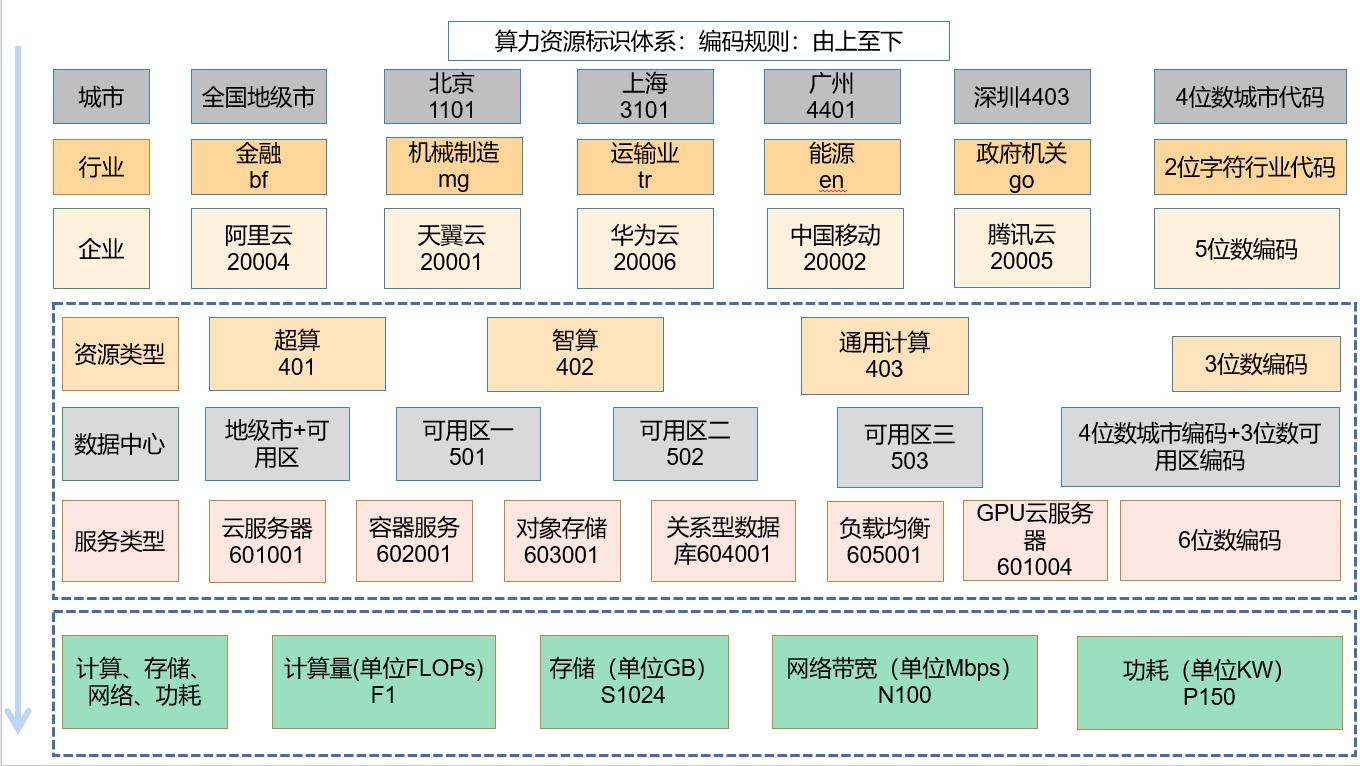 算力资源标识体系：编码规则：由上至下
城市
全国地级市
北京
1101
上海
3101
广州
4401
深圳4403
4位数城市代码
行业
金融
bf
机械制造
mg
运输业
tr
能源
en
政府机关
go
2位字符行业代码
企业
阿里云
20004
天翼云
20001
华为云
20006
中国移动
20002
腾讯云
20005
5位数编码
资源类型
超算
401
智算
402
通用计算
403
3位数编码
数据中心
地级市+可
用区
可用区一
501
可用区二
502
可用区三
503
4位数城市编码+3位数可
用区编码
服务类型
云服务器
601001
容器服务
602001
对象存储
603001
关系型数据
库604001
负载均衡
605001
GPU云服务
器
601004
6位数编码
计算、存储、
网络、功耗
计算量(单位FLOPs)
F1
存储（单位GB）
S1024
网络带宽（单位Mbps）
N100
功耗（单位KW）
P150